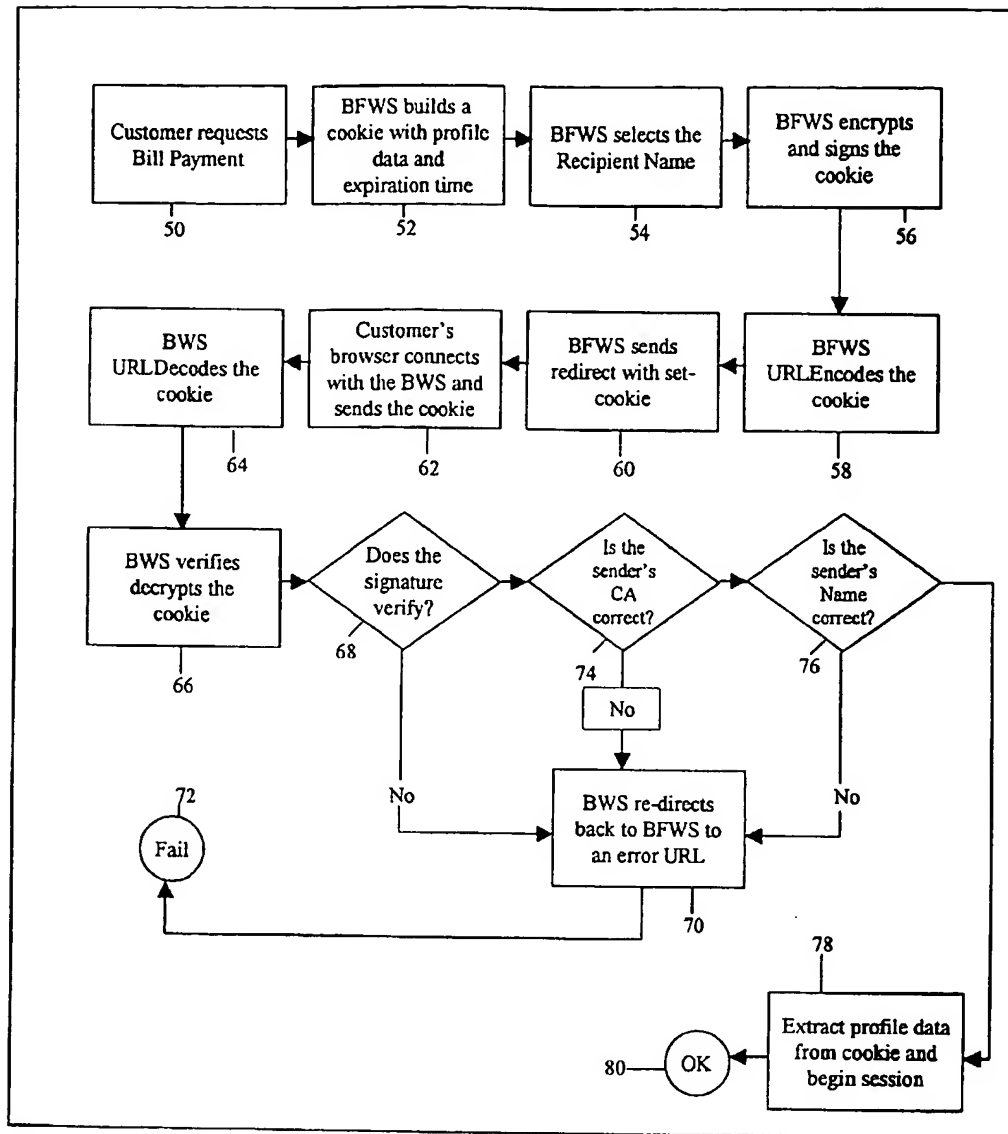 Customer requests
Bill Payment
50
BFWS builds a
cookie with profile
data and
expiration time
52
BFWS selects the
Recipient Name
54
BFWS encrypts
and signs the
cookie
56
BWS
URLDecodes the
cookie
64
Customer's
browser connects
with the BWS and
sends the cookie
62
BFWS sends
redirect with set-
cookie
60
BFWS
URLEncodes the
cookie
58
BWS verifies
decrypts the
cookie
66
Does the
signature
verify?
68
Is the
sender's
CA
correct?
74
Is the
sender's
Name
correct?
76
No
No
No
72
Fail
BWS re-directs
back to BFWS to
an error URL
70
78
Extract profile data
from cookie and
begin session
80
OK